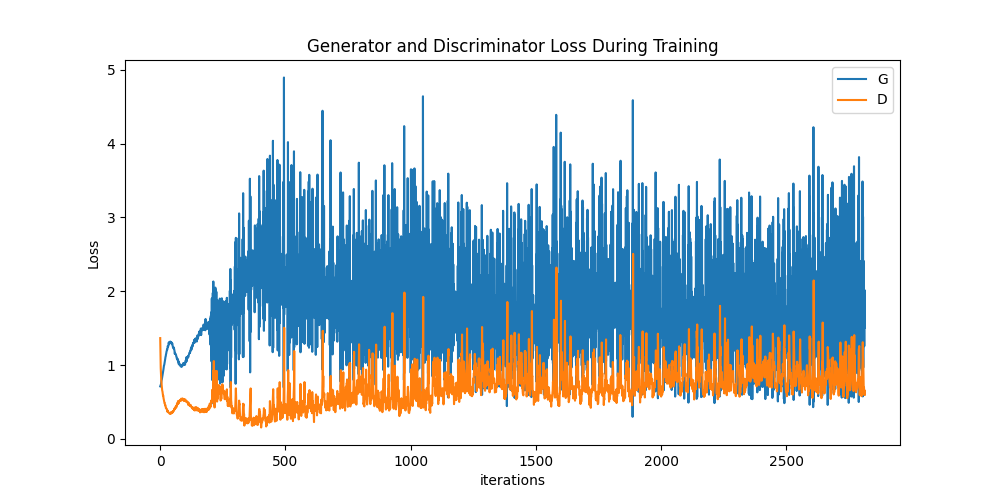 Generator and Discriminator Loss During Training
G
D
5
4
3
2
1
0
Loss
0 500 1000 1500 2000 2500
iterations